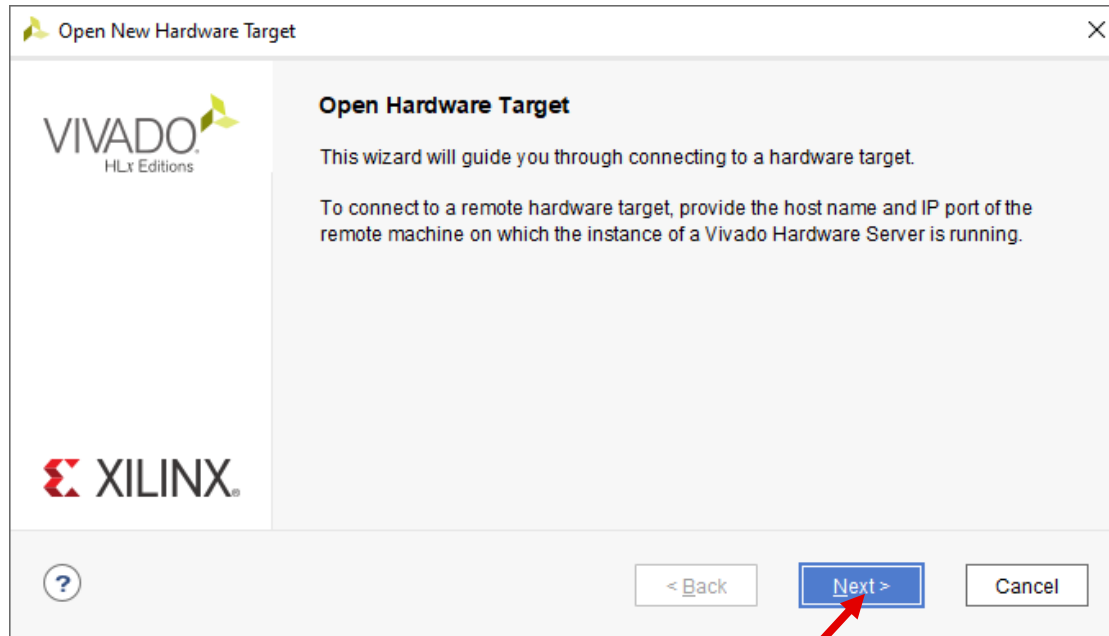 Open New Hardware Target
VIVADO.
HLx Editions
Open Hardware Target
This wizard will guide you through connecting to a hardware target.
To connect to a remote hardware target, provide the host name and IP port of the
remote machine on which the instance of a Vivado Hardware Server is running.
XILINX.
?
< Back
Next >
Cancel